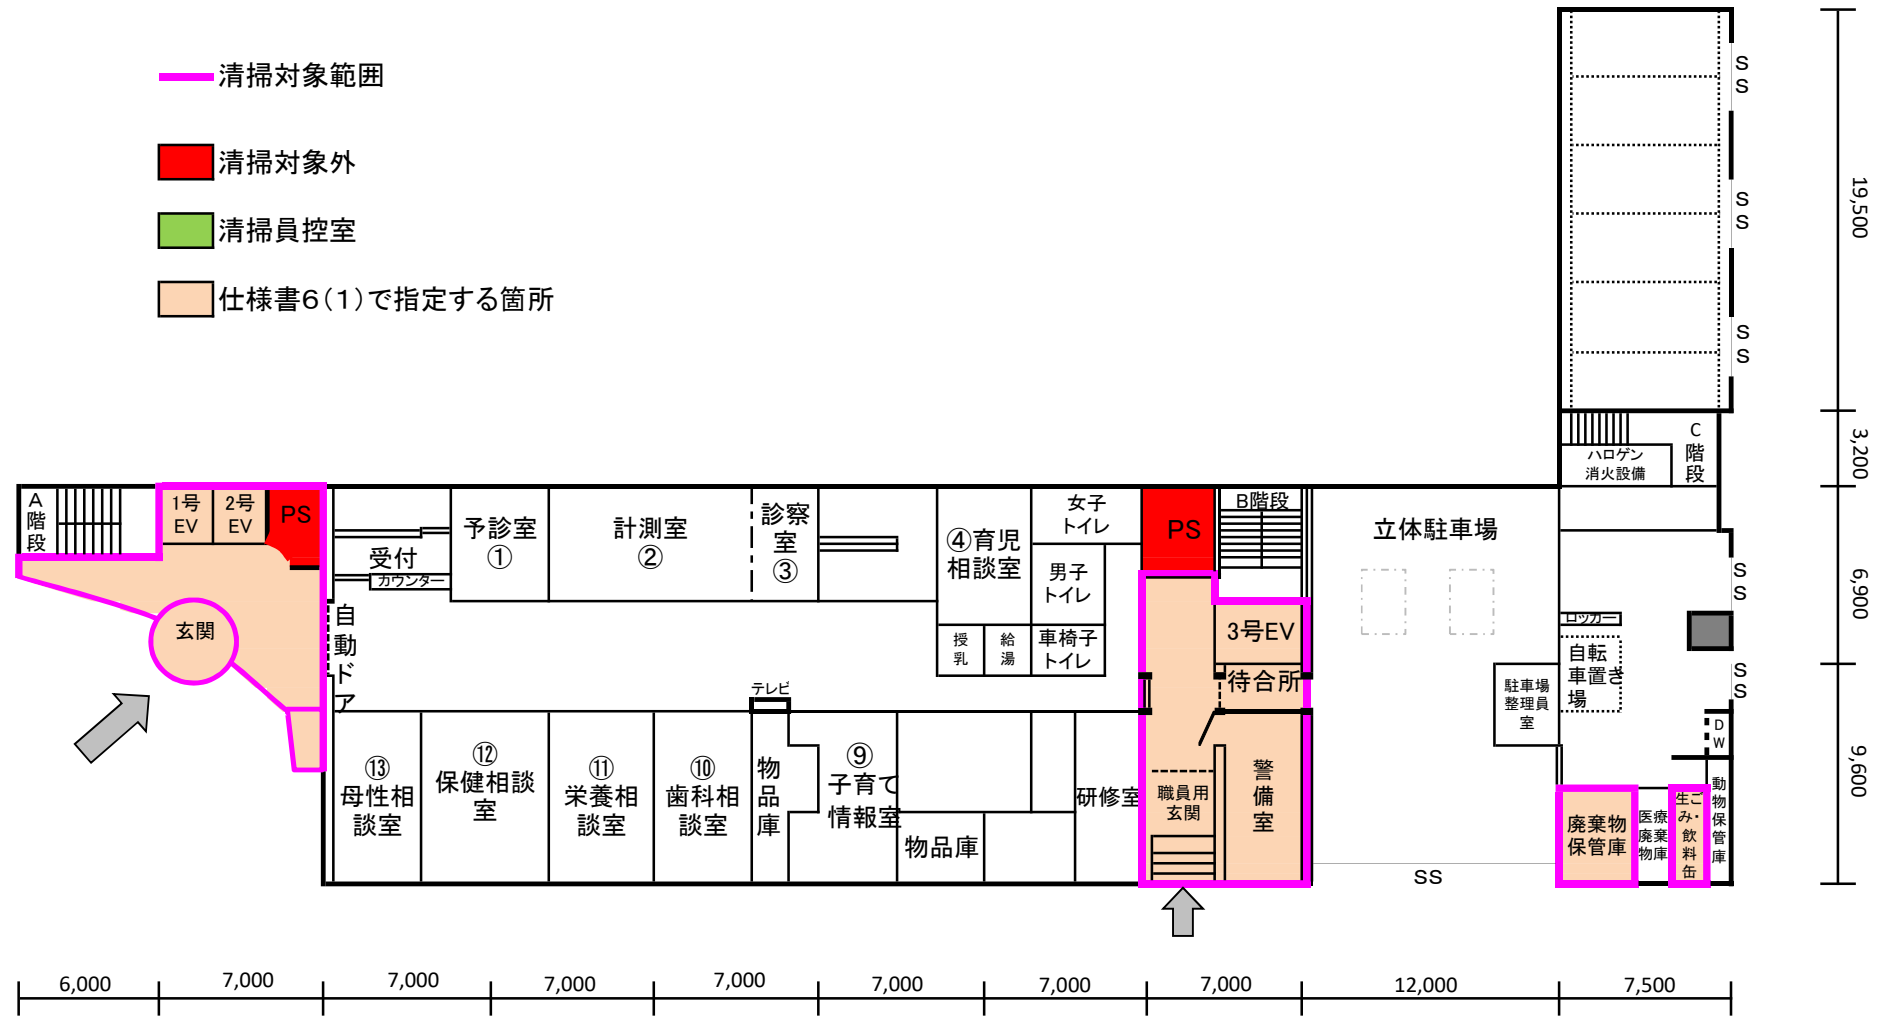 清掃対象範囲
清掃対象外
清掃員控室
仕様書6(1)で指定する箇所
S
S
S
S
S
S
19,500
3,200
6,900
9,600
C
階
段
ハロゲン
消火設備
A
階
段
1号
EV
2号
EV
PS
玄関
自
動
ド
ア
受付
カウンター
予診室
①
計測室
②
診察
室
③
④育児
相談室
女子
トイレ
男子
トイレ
車椅子
トイレ
授
乳
給
湯
PS
B階段
3号EV
待合所
立体駐車場
ロッカー
自転
車置き
場
駐車場
整理員
室
S
S
S
S
D
W
テレビ
⑬
母性相
談室
⑫
保健相談
室
⑪
栄養相
談室
⑩
歯科相
談室
物
品
庫
⑨
子育て
情報室
物品庫
研修室
職員用
玄関
警
備
室
SS
廃棄物
保管庫
医療
廃棄
物庫
生ご
み・
飲
料
缶
動
物
保
管
庫
6,000
7,000
7,000
7,000
7,000
7,000
7,000
7,000
12,000
7,500